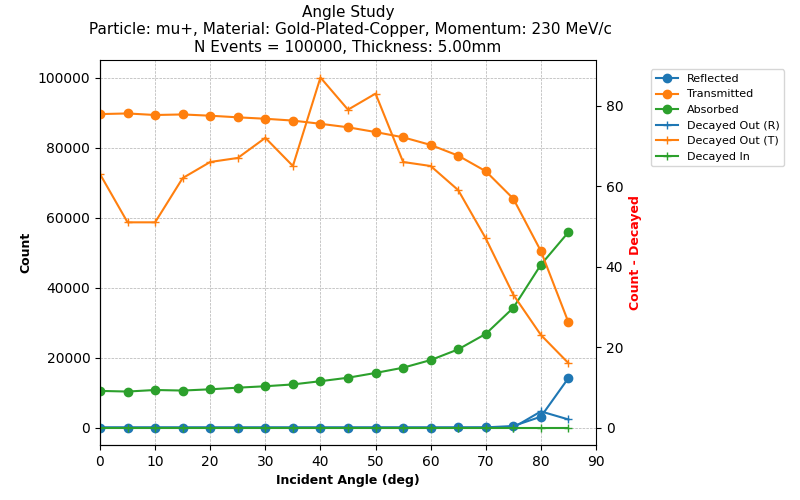 Angle Study
Particle: mu+, Material: Gold-Plated-Copper, Momentum: 230 MeV/c
N Events = 100000, Thickness: 5.00mm
100000
80000
60000
40000
20000
0
Count
0 10 20 30 40 50 60 70 80 90
Incident Angle (deg)
80
60
40
20
0
Count - Decayed
Reflected
Transmitted
Absorbed
Decayed Out (R)
Decayed Out (T)
Decayed In